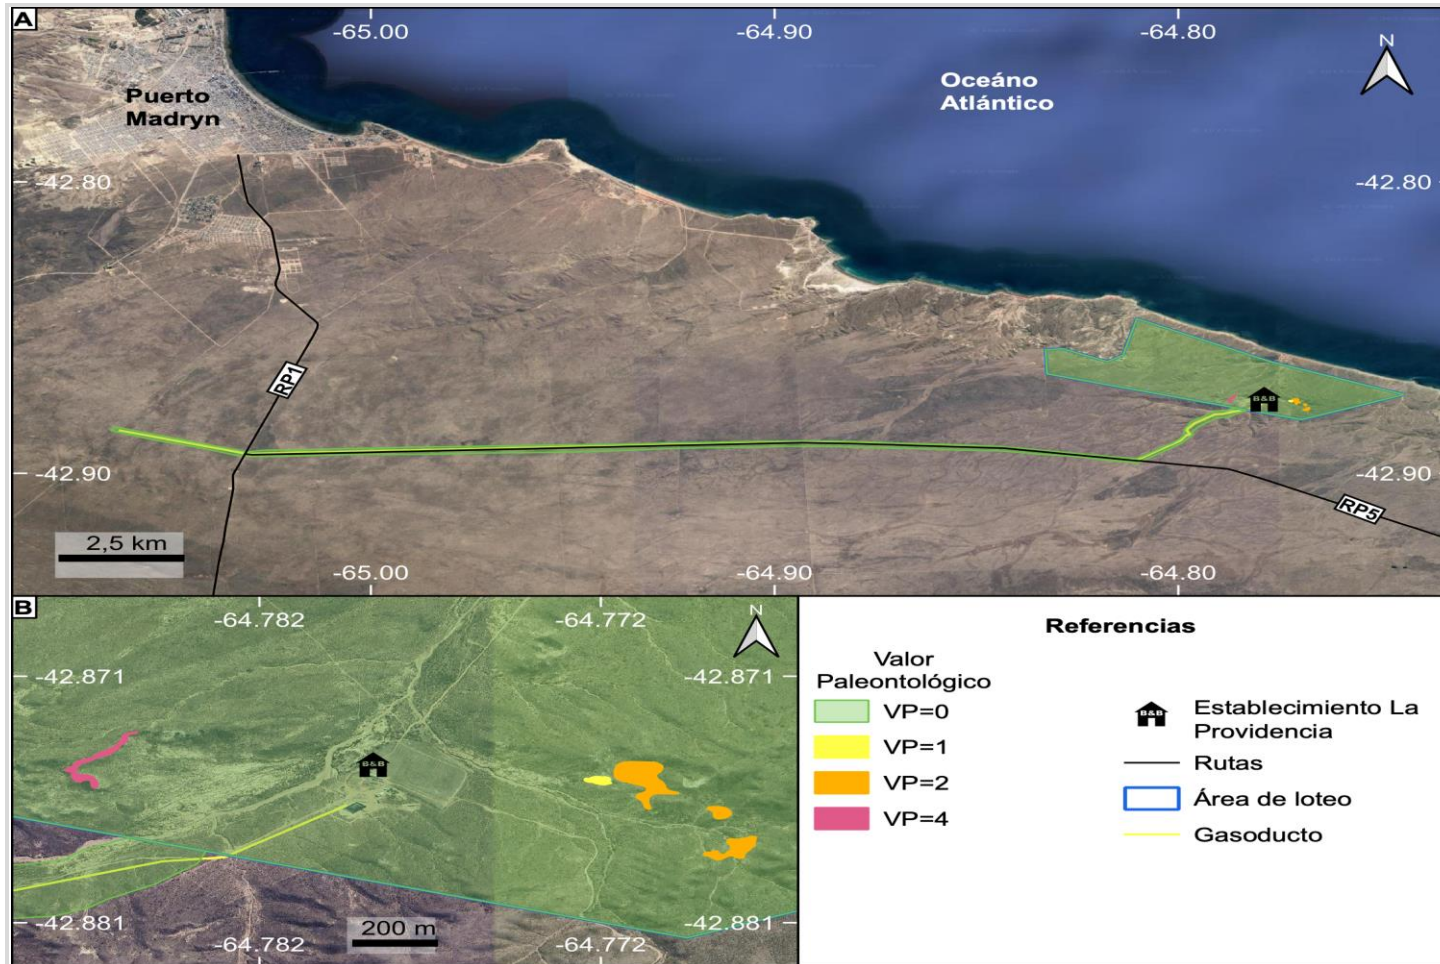 A
-65.00
-64.90
-64.80
N
Puerto
Madryn
Oceáno
Atlántico
-42.80
-42.80
RP1
-42.90
-42.90
RP5
2,5 km
-65.00
-64.90
-64.80
B
-64.782
-64.772
N
-42.871
-42.871
B&B
-42.881
-42.881
200 m
-64.782
-64.772
Referencias
Valor
Paleontológico
VP=0
VP=1
VP=2
VP=4
B&B
Establecimiento La
Providencia
Rutas
Área de loteo
Gasoducto